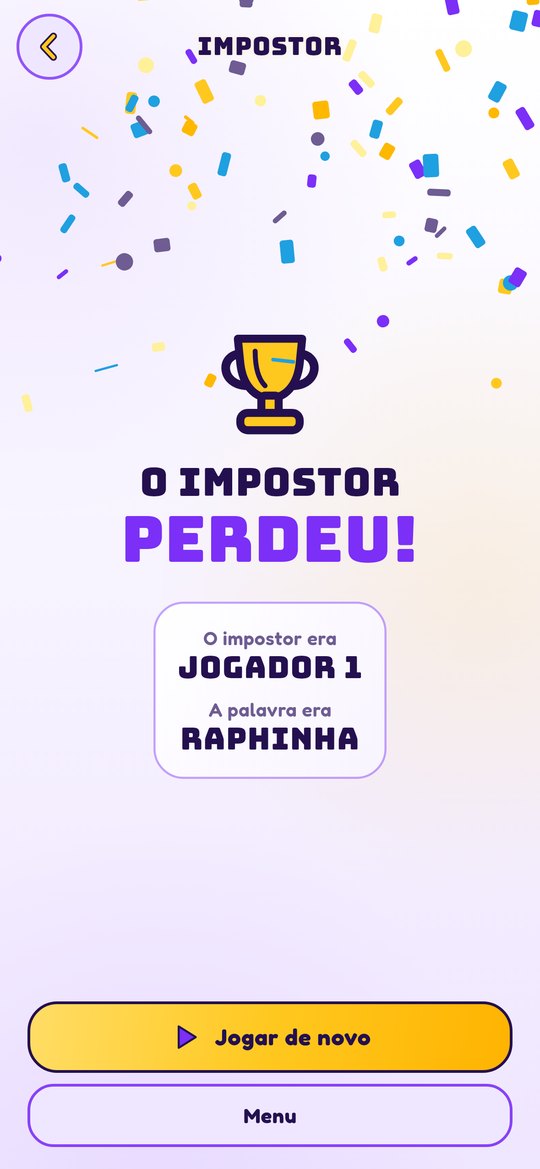 IMPOSTOR
O IMPOSTOR
PERDEU!
O impostor era
JOGADOR 1
A palavra era
RAPHINHA
Jogar de novo
Menu